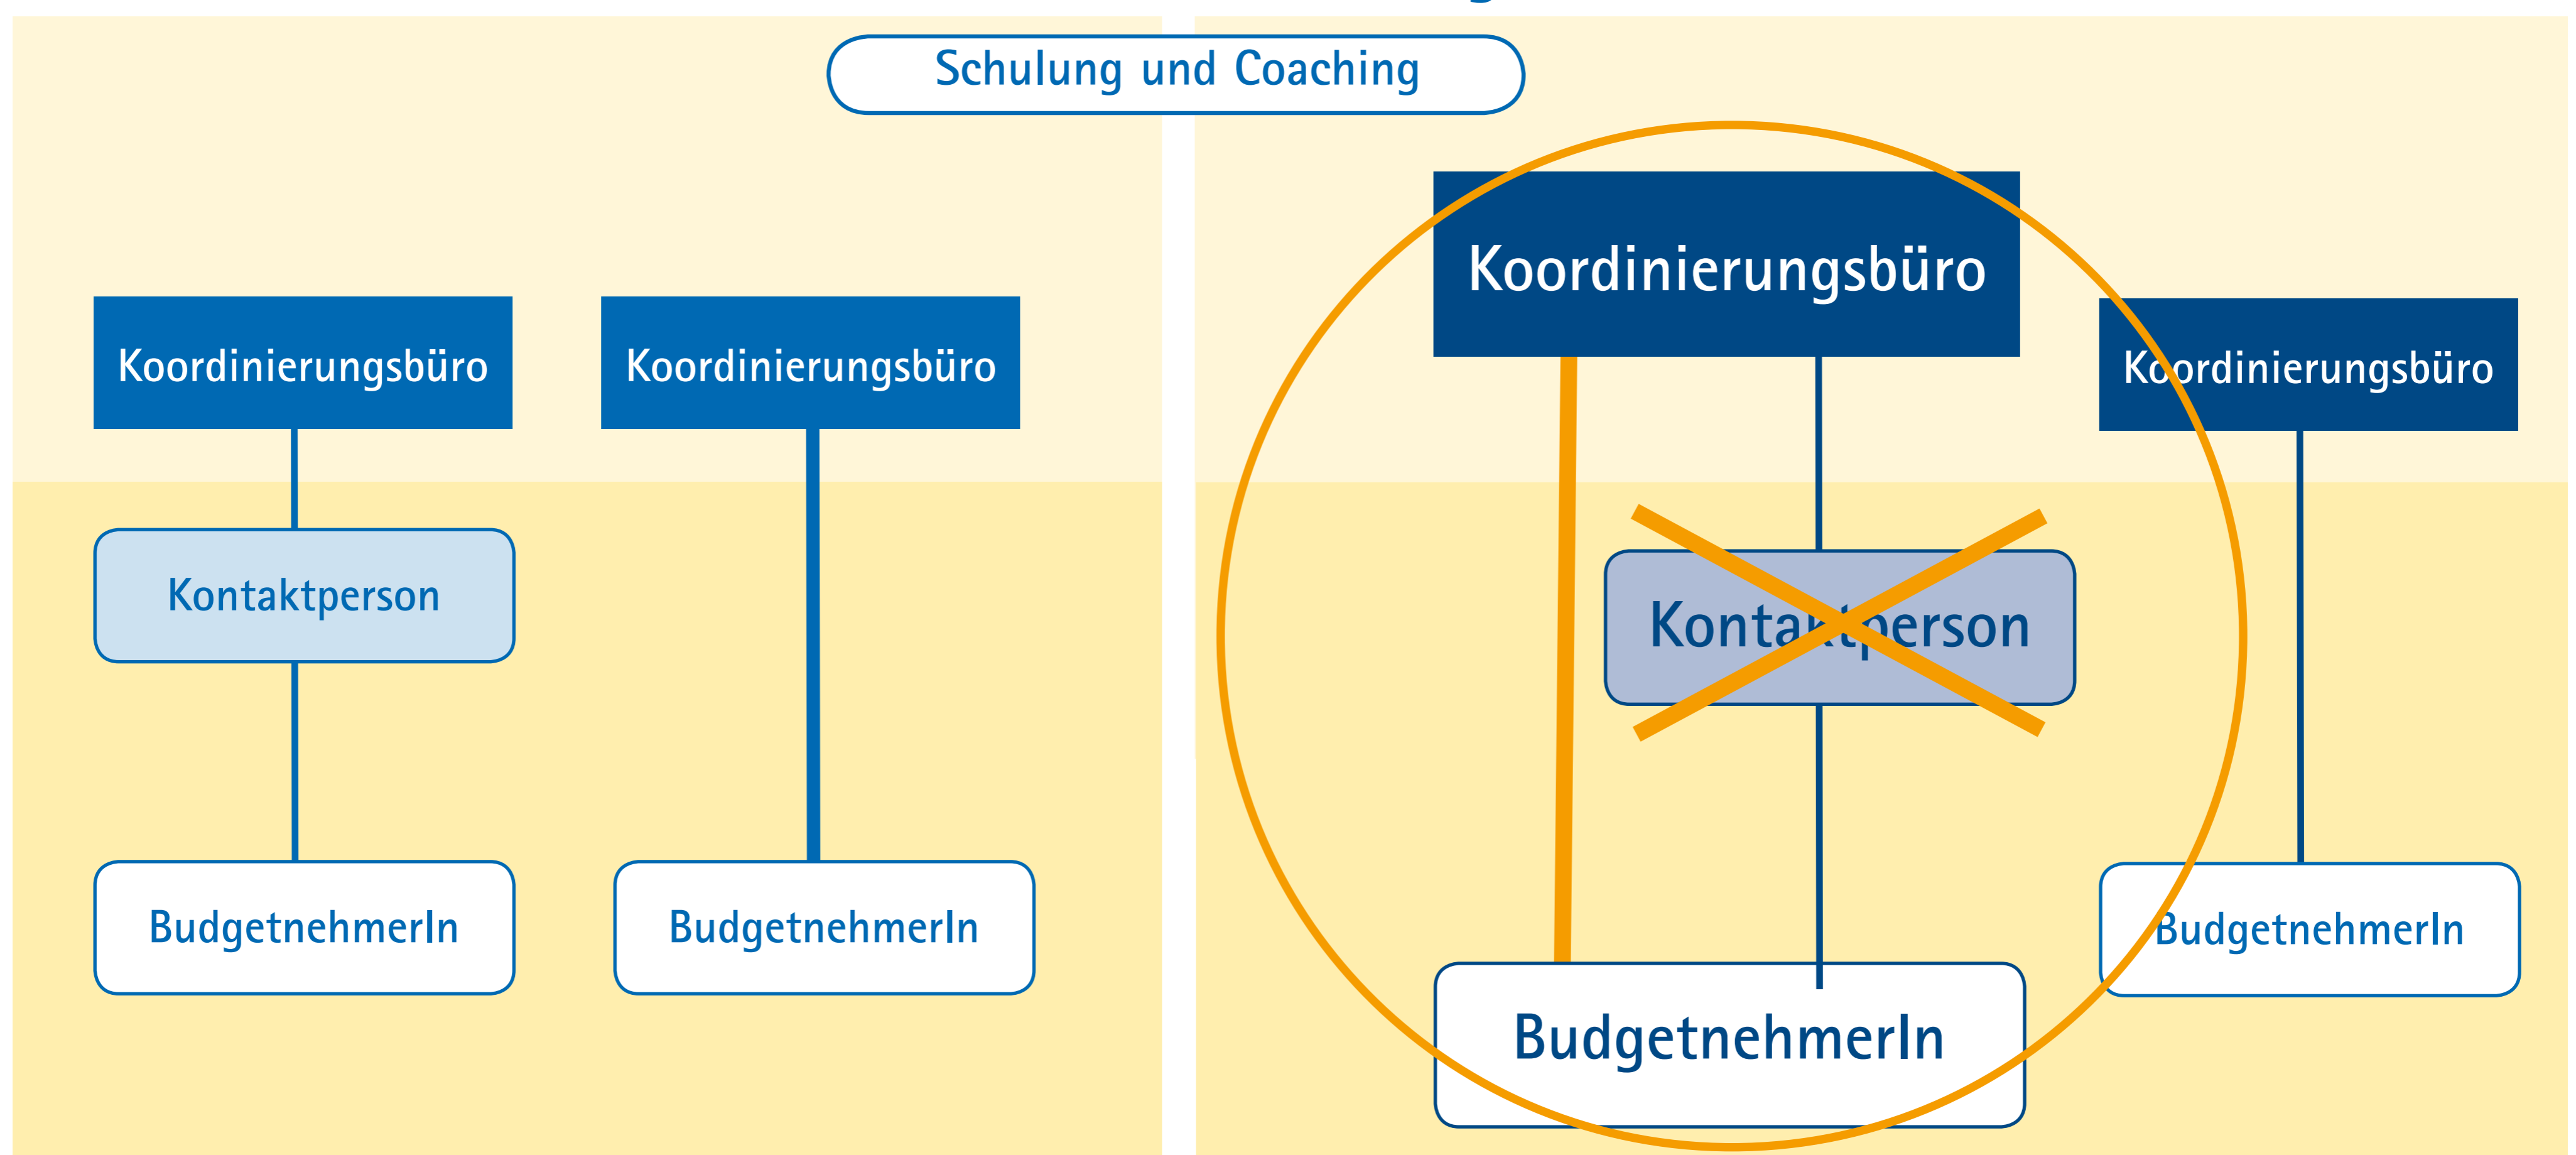 Schulung und Coaching
Koordinierungsbüro
Koordinierungsbüro
Kontaktperson
BudgetnehmerIn
BudgetnehmerIn
Koordinierungsbüro
Koordinierungsbüro
Kontaktperson
BudgetnehmerIn
BudgetnehmerIn